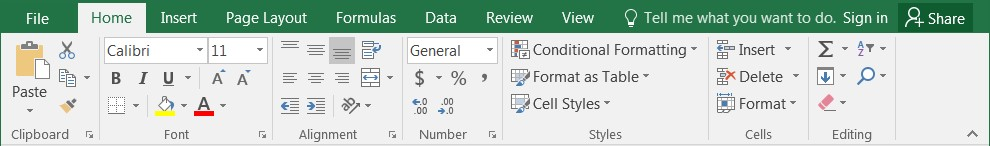 File Home Insert Page Layout Formulas Data Review View Tell me what you want to do. Sign in Share
Calibri 11 General Conditional Formatting Insert Σ A Z
Paste B I U A A $ % , Format as Table Delete
A ab ←.0 .00 .00 →.0 Cell Styles Format
Clipboard Font Alignment Number Styles Cells Editing